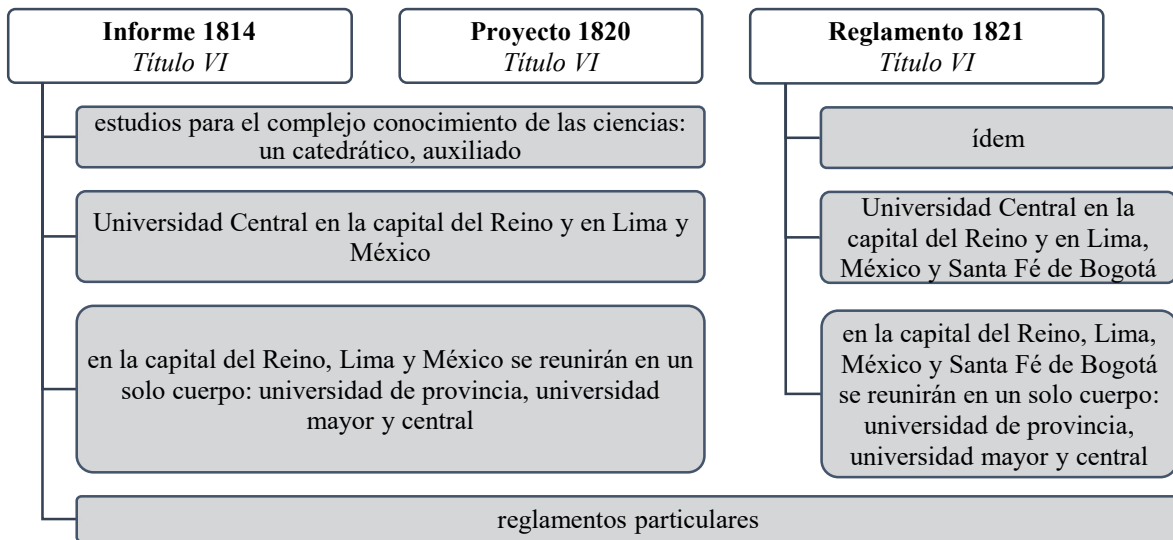 Informe 1814
Título VI
Proyecto 1820
Título VI
Reglamento 1821
Título VI
estudios para el complejo conocimiento de las ciencias:
un catedrático, auxiliado
ídem
Universidad Central en la capital del Reino y en Lima y
México
Universidad Central en la
capital del Reino y en Lima,
México y Santa Fé de Bogotá
en la capital del Reino, Lima y México se reunirán en un
solo cuerpo: universidad de provincia, universidad
mayor y central
en la capital del Reino, Lima,
México y Santa Fé de Bogotá
se reunirán en un solo cuerpo:
universidad de provincia,
universidad mayor y central
reglamentos particulares